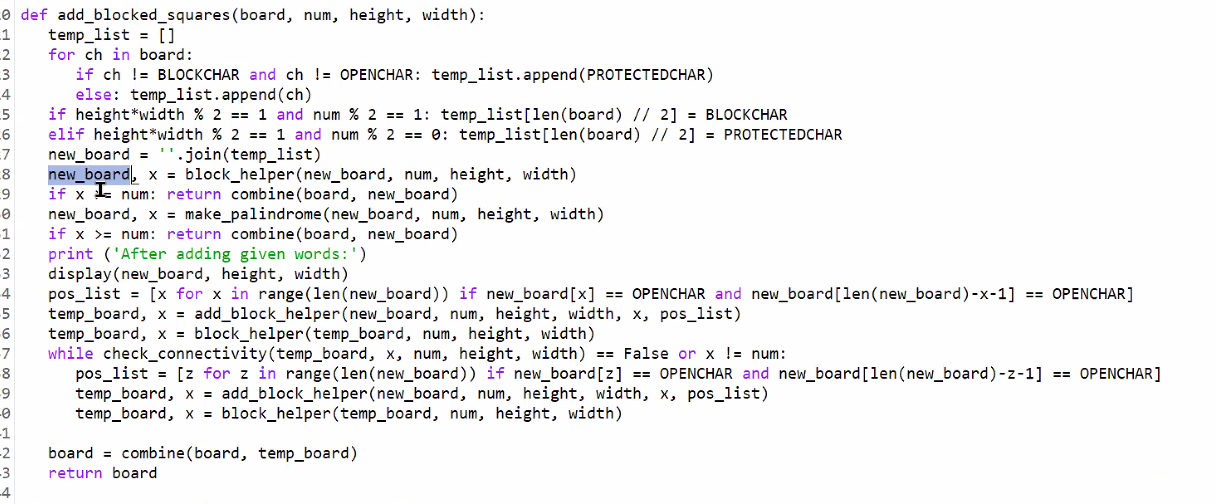 0 def add_blocked_squares(board, num, height, width):
1    temp_list = []
2    for ch in board:
3       if ch != BLOCKCHAR and ch != OPENCHAR: temp_list.append(PROTECTEDCHAR)
4       else: temp_list.append(ch)
5    if height*width % 2 == 1 and num % 2 == 1: temp_list[len(board) // 2] = BLOCKCHAR
6    elif height*width % 2 == 1 and num % 2 == 0: temp_list[len(board) // 2] = PROTECTEDCHAR
7    new_board = ''.join(temp_list)
8    new_board, x = block_helper(new_board, num, height, width)
9    if x >= num: return combine(board, new_board)
0    new_board, x = make_palindrome(new_board, num, height, width)
1    if x >= num: return combine(board, new_board)
2    print ('After adding given words:')
3    display(new_board, height, width)
4    pos_list = [x for x in range(len(new_board)) if new_board[x] == OPENCHAR and new_board[len(new_board)-x-1] == OPENCHAR]
5    temp_board, x = add_block_helper(new_board, num, height, width, x, pos_list)
6    temp_board, x = block_helper(temp_board, num, height, width)
7    while check_connectivity(temp_board, x, num, height, width) == False or x != num:
8       pos_list = [z for z in range(len(new_board)) if new_board[z] == OPENCHAR and new_board[len(new_board)-z-1] == OPENCHAR]
9       temp_board, x = add_block_helper(new_board, num, height, width, x, pos_list)
0       temp_board, x = block_helper(temp_board, num, height, width)
1
2    board = combine(board, temp_board)
3    return board
4